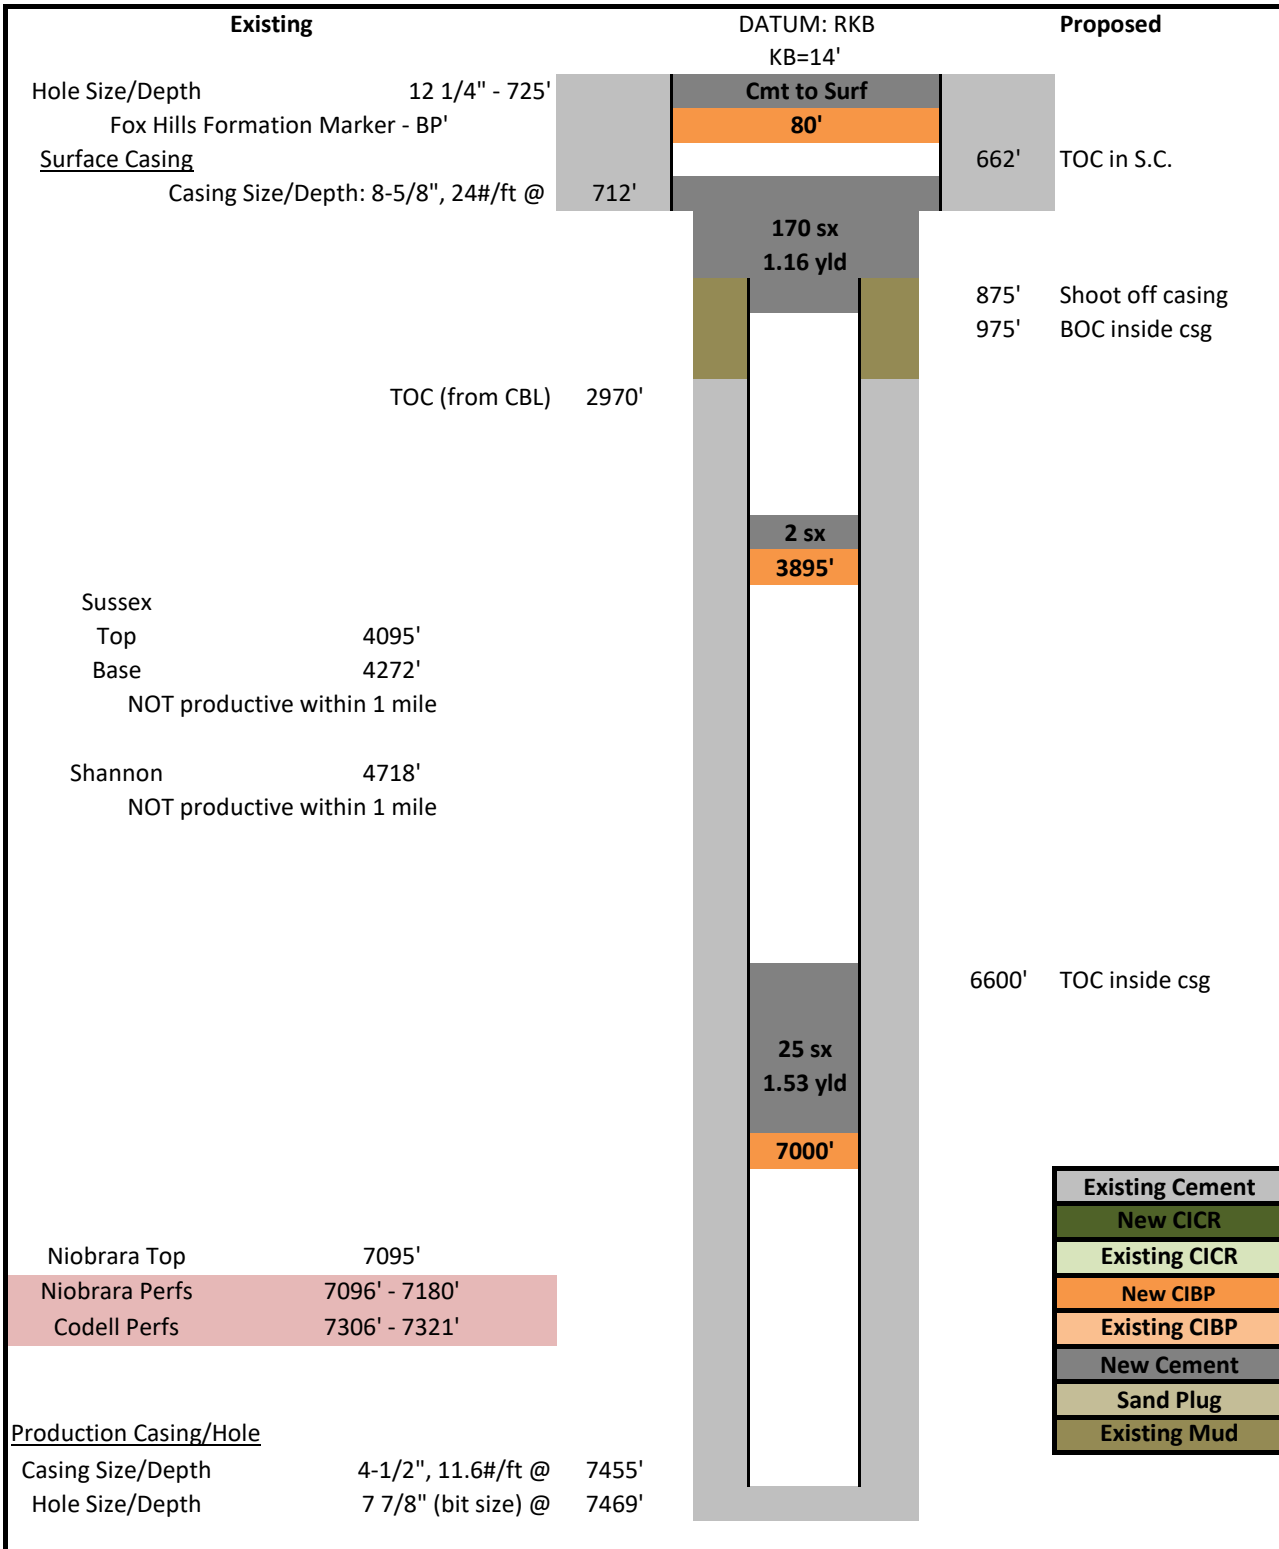 Existing DATUM: RKB Proposed
KB=14'
Hole Size/Depth 12 1/4" - 725' Cmt to Surf
Fox Hills Formation Marker - BP' 80'
Surface Casing 662' TOC in S.C.
Casing Size/Depth: 8-5/8", 24#/ft @ 712'
170 sx
1.16 yld
875' Shoot off casing
975' BOC inside csg
TOC (from CBL) 2970'
2 sx
3895'
Sussex
Top 4095'
Base 4272'
NOT productive within 1 mile
Shannon 4718'
NOT productive within 1 mile
6600' TOC inside csg
25 sx
1.53 yld
7000'
Existing Cement
New CICR
Niobrara Top 7095' Existing CICR
Niobrara Perfs 7096' - 7180' New CIBP
Codell Perfs 7306' - 7321' Existing CIBP
New Cement
Sand Plug
Production Casing/Hole Existing Mud
Casing Size/Depth 4-1/2", 11.6#/ft @ 7455'
Hole Size/Depth 7 7/8" (bit size) @ 7469'